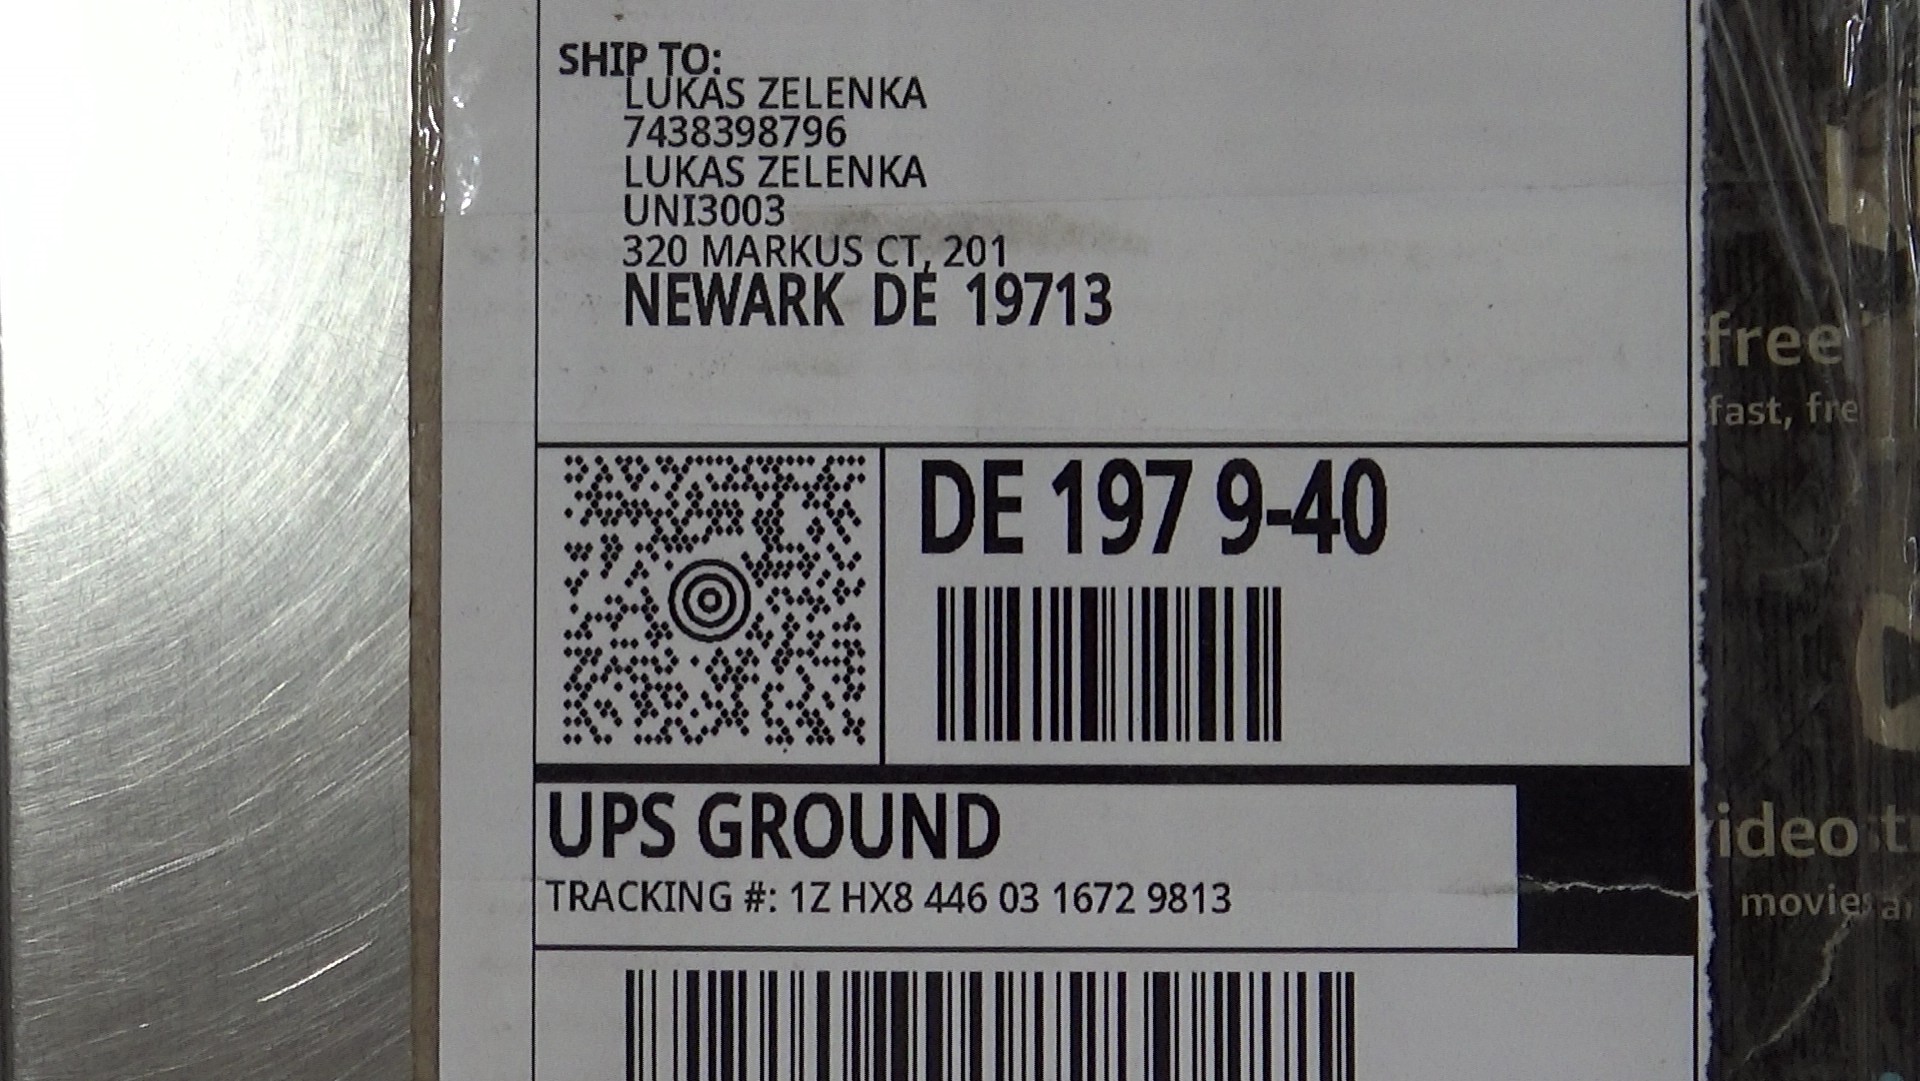 SHIP TO:
LUKAS ZELENKA
7438398796
LUKAS ZELENKA
UNI3003
320 MARKUS CT, 201
NEWARK DE 19713
DE 197 9-40
UPS GROUND
TRACKING #: 1Z HX8 446 03 1672 9813
free
fast, fre
ideo
movies